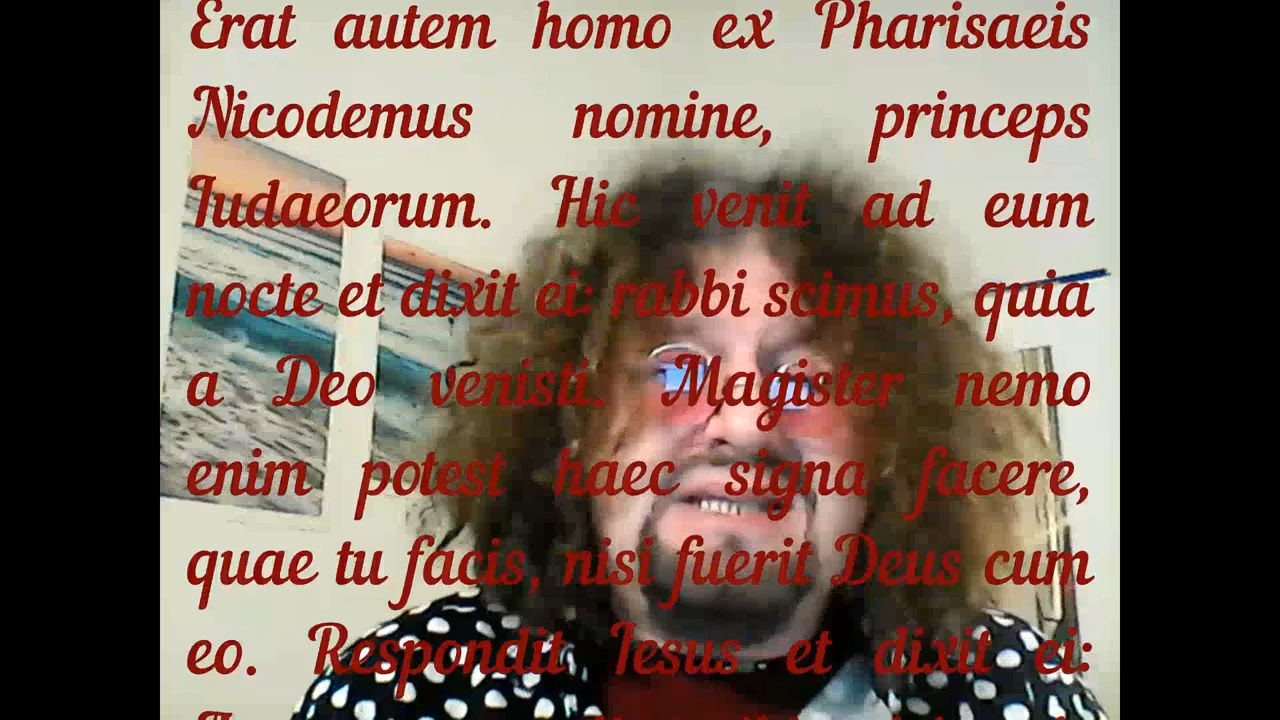 Erat autem homo ex Pharisaeis
Nicodemus nomine, princeps
Iudaeorum. Hic venit ad eum
nocte et dixit ei: rabbi scimus, quia
a Deo venisti. Magister nemo
enim potest haec signa facere,
quae tu facis, nisi fuerit Deus cum
eo. Respondit Iesus et dixit ei: